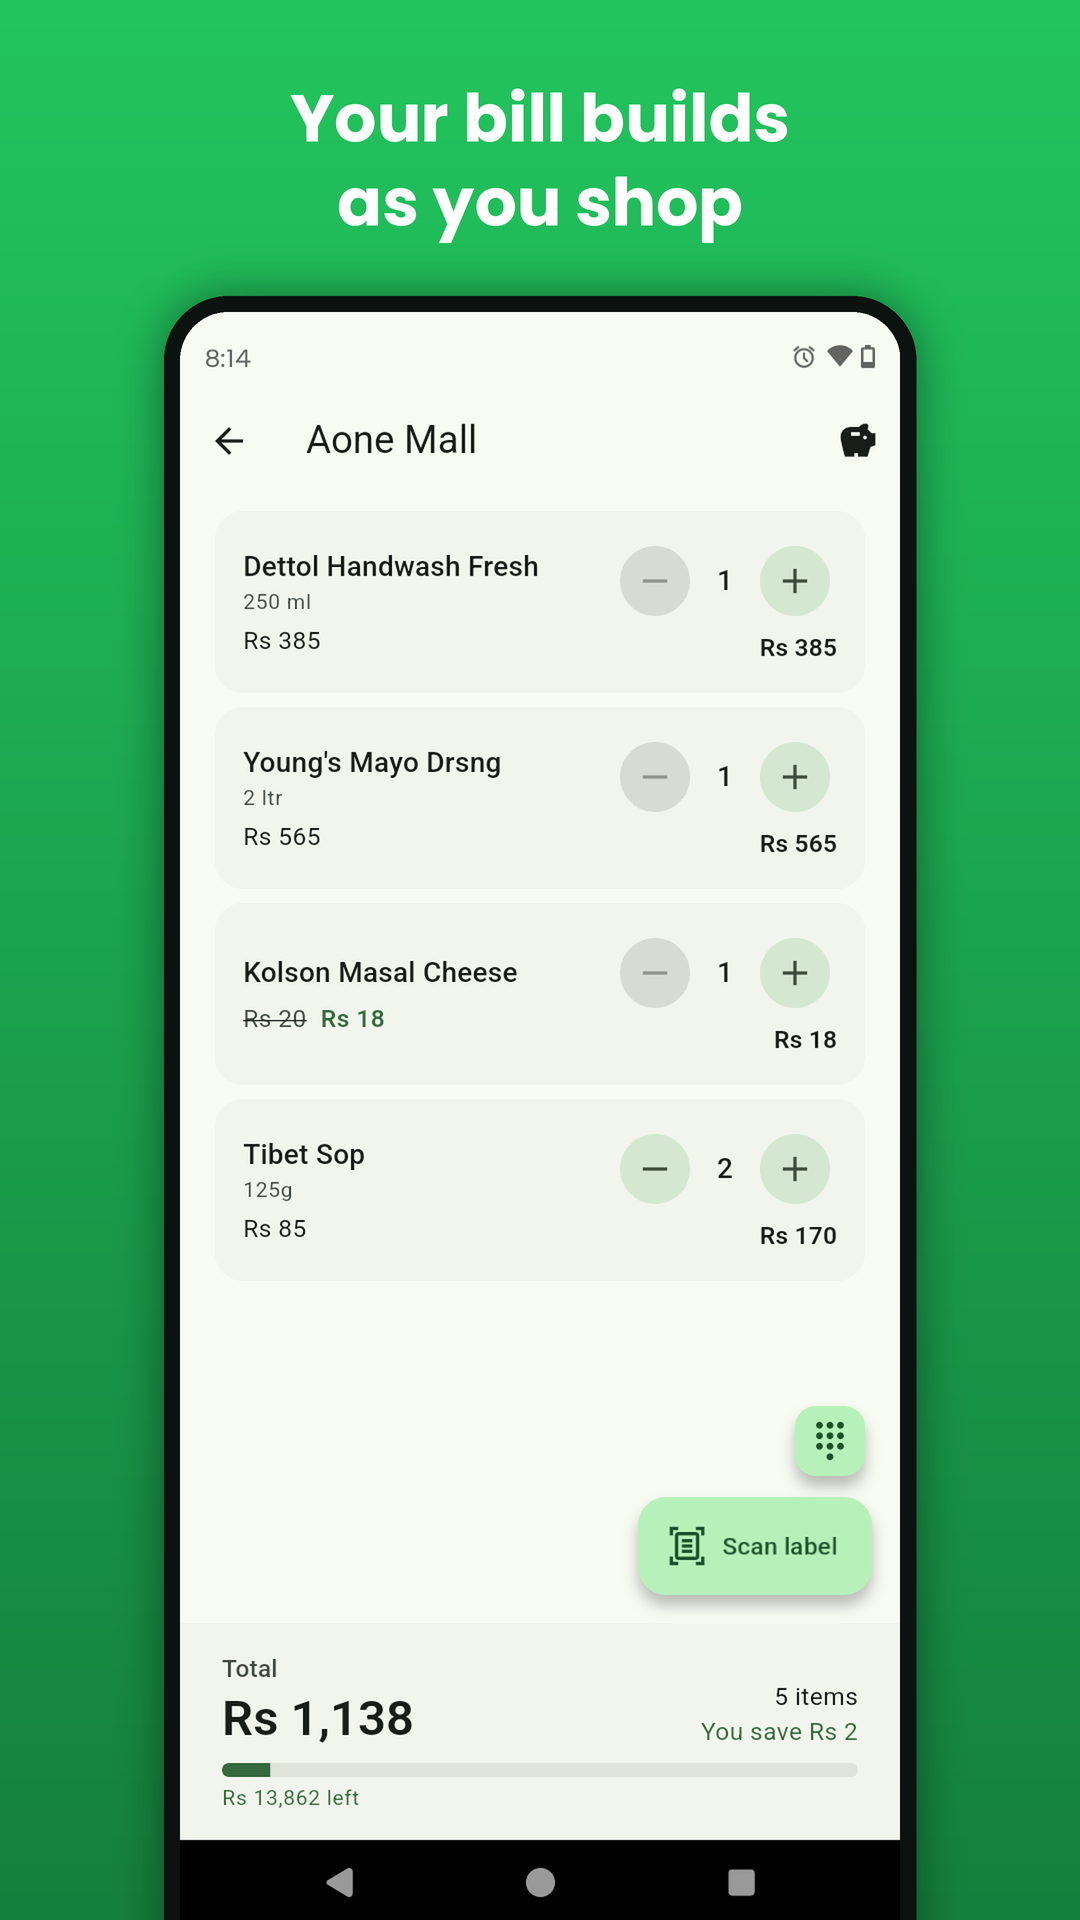 Your bill builds
as you shop
8:14
Aone Mall
Dettol Handwash Fresh
250 ml
Rs 385
1
Rs 385
Young's Mayo Drsng
2 ltr
Rs 565
1
Rs 565
Kolson Masal Cheese
Rs 20 Rs 18
1
Rs 18
Tibet Sop
125g
Rs 85
2
Rs 170
Scan label
Total
Rs 1,138
5 items
You save Rs 2
Rs 13,862 left